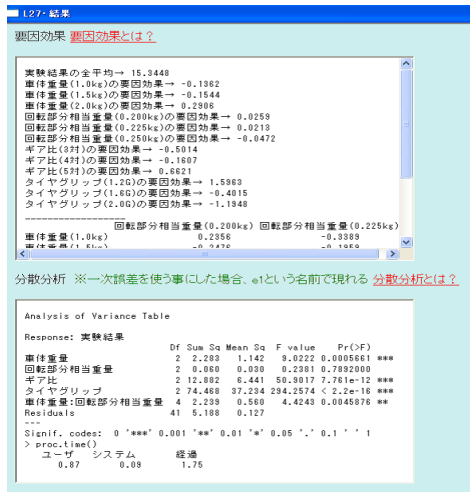 L27-結果
要因効果 要因効果とは？
実験結果の全平均→ 15.3448
車体重量(1.0kg)の要因効果→ -0.1362
車体重量(1.5kg)の要因効果→ -0.1544
車体重量(2.0kg)の要因効果→ 0.2906
回転部分相当重量(0.200kg)の要因効果→ 0.0259
回転部分相当重量(0.225kg)の要因効果→ 0.0213
回転部分相当重量(0.250kg)の要因効果→ -0.0472
ギア比(3対)の要因効果→ -0.5014
ギア比(4対)の要因効果→ -0.1607
ギア比(5対)の要因効果→ 0.6621
タイヤグリップ(1.2G)の要因効果→ 1.5963
タイヤグリップ(1.6G)の要因効果→ -0.4015
タイヤグリップ(2.0G)の要因効果→ -1.1948
------------------
回転部分相当重量(0.200kg) 回転部分相当重量(0.225kg)
車体重量(1.0kg) 0.2356 -0.3389
車体重量(1.5kg) -0.2476 -0.1959
分散分析 ※一次誤差を使う事にした場合、e1という名前で現れる 分散分析とは？
Analysis of Variance Table
Response: 実験結果
Df Sum Sq Mean Sq F value Pr(>F)
車体重量 2 2.283 1.142 9.0222 0.0005661 ***
回転部分相当重量 2 0.060 0.030 0.2381 0.7892000
ギア比 2 12.882 6.441 50.9017 7.761e-12 ***
タイヤグリップ 2 74.468 37.234 294.2574 < 2.2e-16 ***
車体重量:回転部分相当重量 4 2.239 0.560 4.4243 0.0045876 **
Residuals 41 5.188 0.127
---
Signif. codes: 0 '***' 0.001 '**' 0.01 '*' 0.05 '.' 0.1 ' ' 1
> proc.time()
ユーザ システム 経過
0.87 0.09 1.75